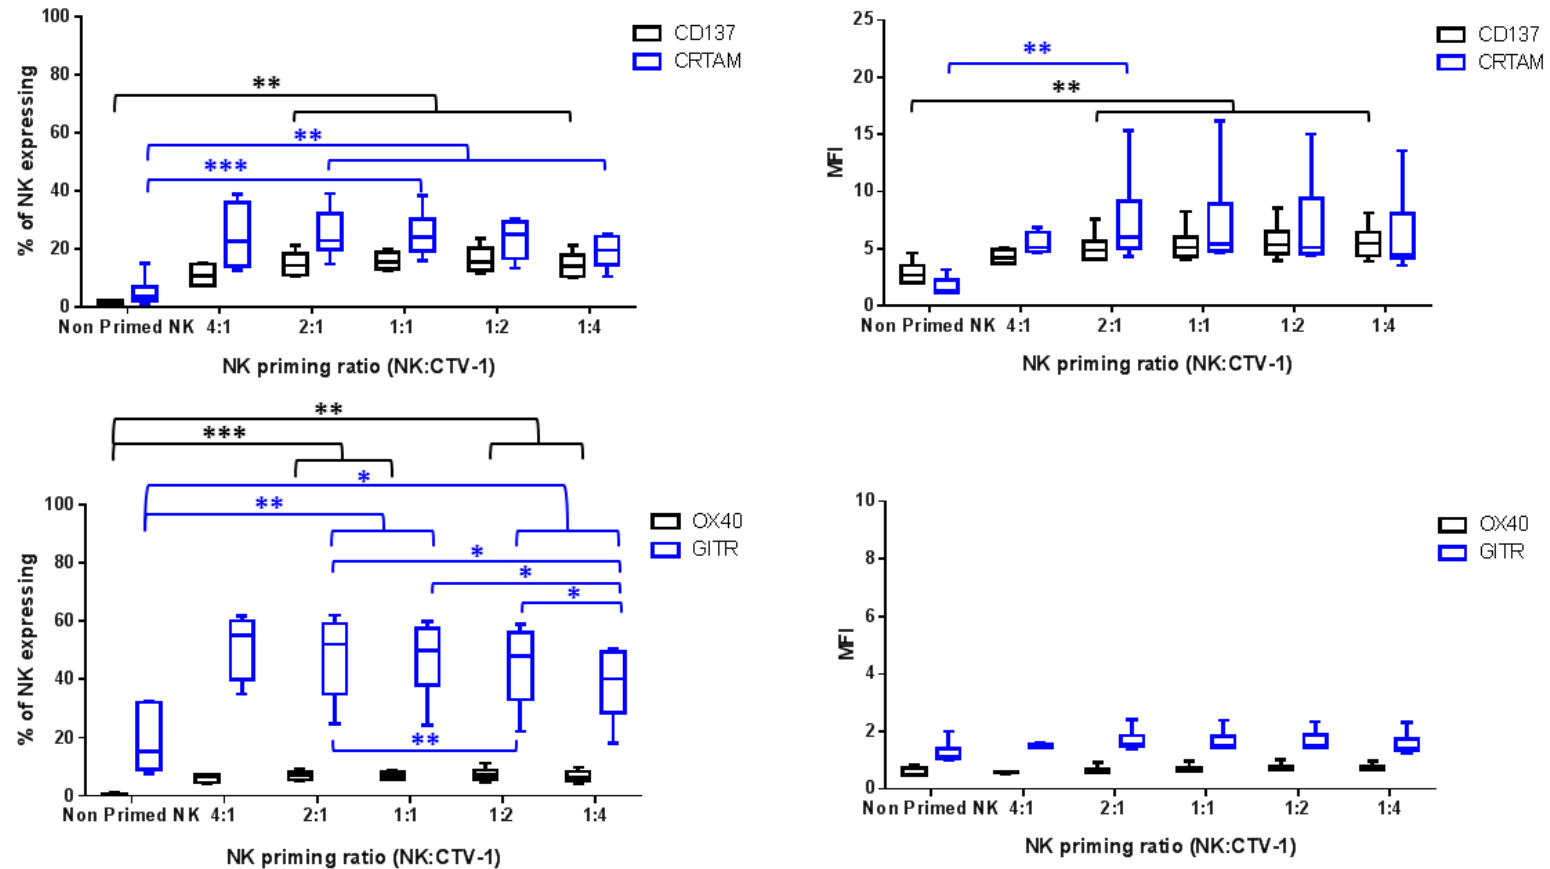 100
80
60
40
20
0
% of NK expressing
CD137
CRTAM
**
**
***
Non Primed NK 4:1 2:1 1:1 1:2 1:4
NK priming ratio (NK:CTV-1)
25
20
15
10
5
0
MFI
CD137
CRTAM
**
**
Non Primed NK 4:1 2:1 1:1 1:2 1:4
NK priming ratio (NK:CTV-1)
**
***
*
**
*
*
*
**
100
80
60
40
20
0
% of NK expressing
OX40
GITR
Non Primed NK 4:1 2:1 1:1 1:2 1:4
NK priming ratio (NK:CTV-1)
10
8
6
4
2
0
MFI
OX40
GITR
Non Primed NK 4:1 2:1 1:1 1:2 1:4
NK priming ratio (NK:CTV-1)